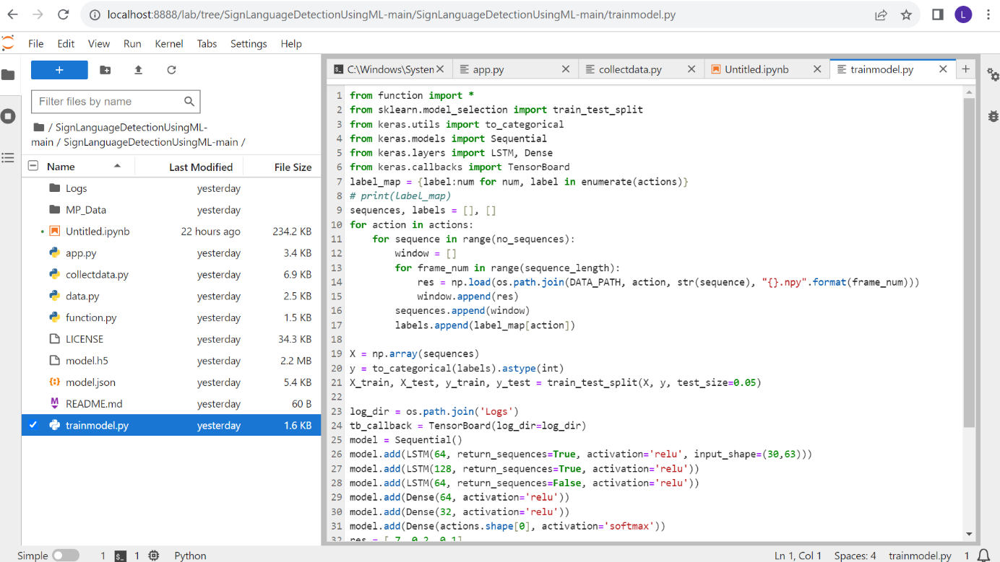 localhost:8888/lab/tree/SignLanguageDetectionUsingML-main/SignLanguageDetectionUsingML-main/trainmodel.py
L
File Edit View Run Kernel Tabs Settings Help
+
Filter files by name
/ SignLanguageDetectionUsingML-
main / SignLanguageDetectionUsingML-main /
Name Last Modified File Size
Logs yesterday
MP_Data yesterday
Untitled.ipynb 22 hours ago 234.2 KB
app.py yesterday 3.4 KB
collectdata.py yesterday 6.9 KB
data.py yesterday 2.5 KB
function.py yesterday 1.5 KB
LICENSE yesterday 34.3 KB
model.h5 yesterday 2.2 MB
model.json yesterday 5.4 KB
README.md yesterday 60 B
trainmodel.py yesterday 1.6 KB
C:\Windows\System app.py collectdata.py Untitled.ipynb trainmodel.py +
1 from function import *
2 from sklearn.model_selection import train_test_split
3 from keras.utils import to_categorical
4 from keras.models import Sequential
5 from keras.layers import LSTM, Dense
6 from keras.callbacks import TensorBoard
7 label_map = {label:num for num, label in enumerate(actions)}
8 # print(label_map)
9 sequences, labels = [], []
10 for action in actions:
11     for sequence in range(no_sequences):
12         window = []
13         for frame_num in range(sequence_length):
14             res = np.load(os.path.join(DATA_PATH, action, str(sequence), "{}.npy".format(frame_num)))
15             window.append(res)
16         sequences.append(window)
17         labels.append(label_map[action])
18
19 X = np.array(sequences)
20 y = to_categorical(labels).astype(int)
21 X_train, X_test, y_train, y_test = train_test_split(X, y, test_size=0.05)
22
23 log_dir = os.path.join('Logs')
24 tb_callback = TensorBoard(log_dir=log_dir)
25 model = Sequential()
26 model.add(LSTM(64, return_sequences=True, activation='relu', input_shape=(30,63)))
27 model.add(LSTM(128, return_sequences=True, activation='relu'))
28 model.add(LSTM(64, return_sequences=False, activation='relu'))
29 model.add(Dense(64, activation='relu'))
30 model.add(Dense(32, activation='relu'))
31 model.add(Dense(actions.shape[0], activation='softmax'))
32 res = [.7, 0.2, 0.1]
Simple 1 1 Python Ln 1, Col 1 Spaces: 4 trainmodel.py 1